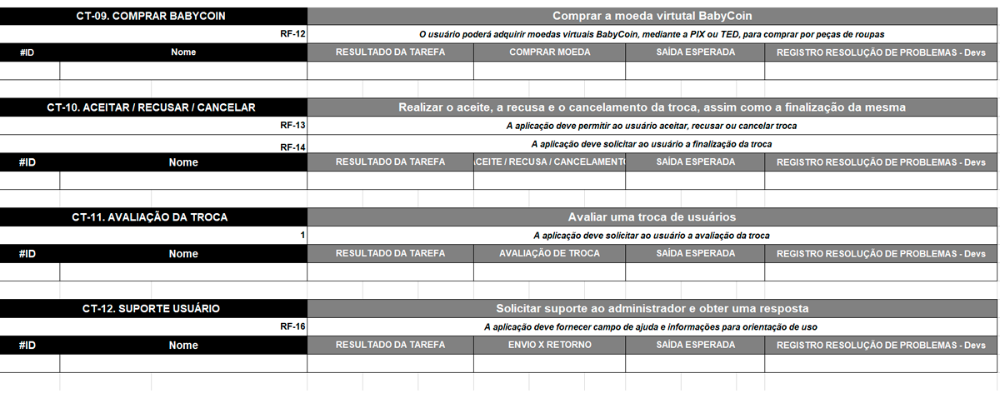 CT-09. COMPRAR BABYCOIN Comprar a moeda virtutal BabyCoin
RF-12 O usuário poderá adquirir moedas virtuais BabyCoin, mediante a PIX ou TED, para comprar por peças de roupas
#ID Nome RESULTADO DA TAREFA COMPRAR MOEDA SAÍDA ESPERADA REGISTRO RESOLUÇÃO DE PROBLEMAS - Devs
CT-10. ACEITAR / RECUSAR / CANCELAR Realizar o aceite, a recusa e o cancelamento da troca, assim como a finalização da mesma
RF-13 A aplicação deve permitir ao usuário aceitar, recusar ou cancelar troca
RF-14 A aplicação deve solicitar ao usuário a finalização da troca
#ID Nome RESULTADO DA TAREFA ACEITE / RECUSA / CANCELAMENTO SAÍDA ESPERADA REGISTRO RESOLUÇÃO DE PROBLEMAS - Devs
CT-11. AVALIAÇÃO DA TROCA Avaliar uma troca de usuários
1 A aplicação deve solicitar ao usuário a avaliação da troca
#ID Nome RESULTADO DA TAREFA AVALIAÇÃO DE TROCA SAÍDA ESPERADA REGISTRO RESOLUÇÃO DE PROBLEMAS - Devs
CT-12. SUPORTE USUÁRIO Solicitar suporte ao administrador e obter uma resposta
RF-16 A aplicação deve fornecer campo de ajuda e informações para orientação de uso
#ID Nome RESULTADO DA TAREFA ENVIO X RETORNO SAÍDA ESPERADA REGISTRO RESOLUÇÃO DE PROBLEMAS - Devs